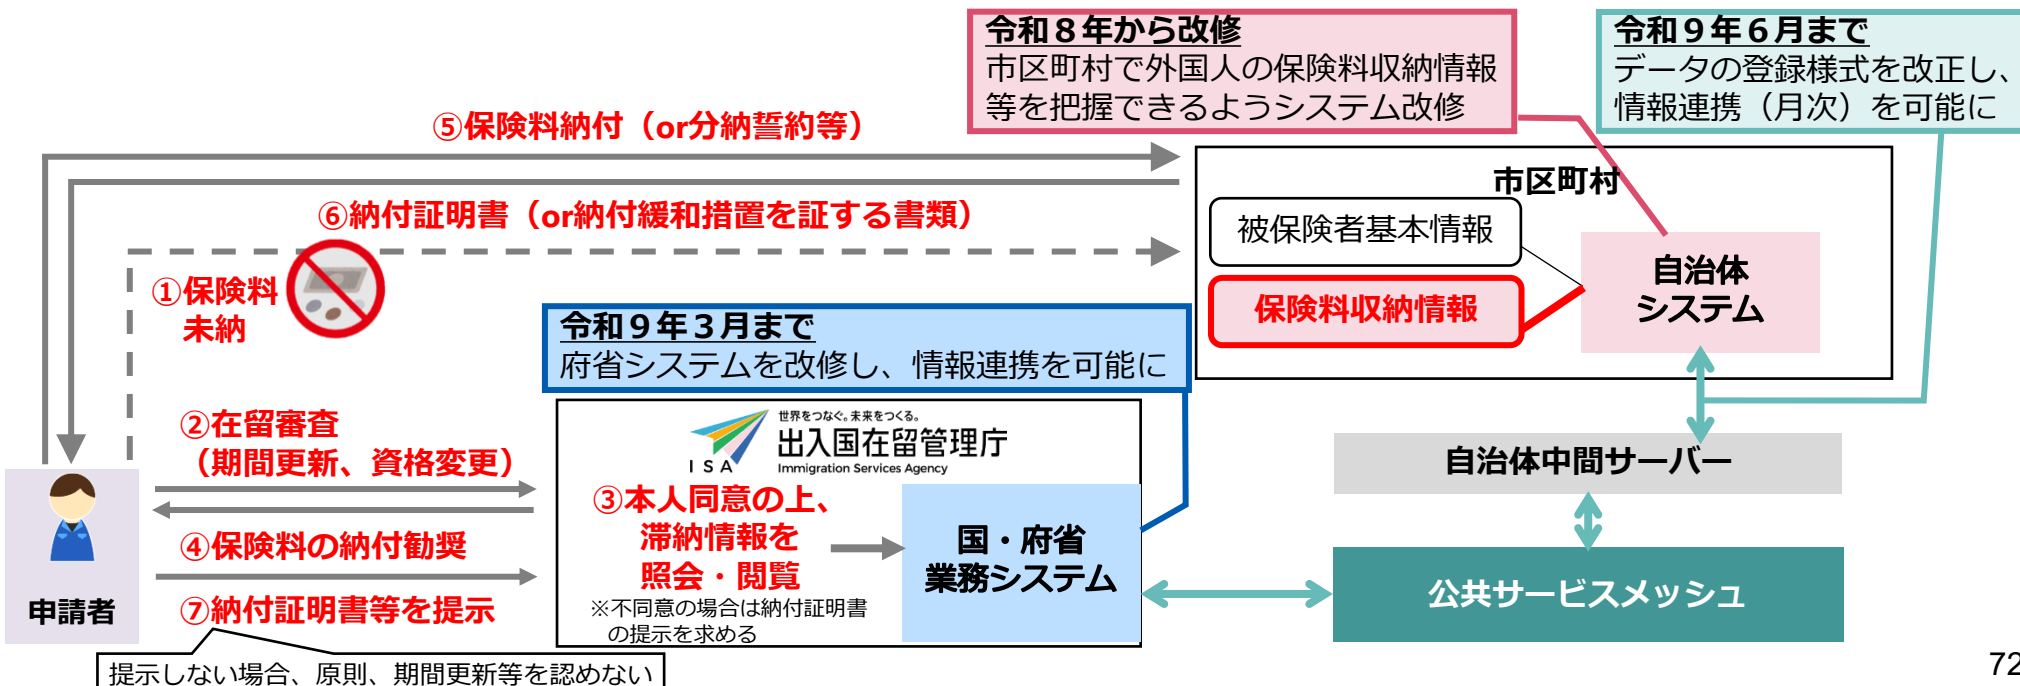 令和８年から改修
市区町村で外国人の保険料収納情報
等を把握できるようシステム改修
令和９年６月まで
データの登録様式を改正し、
情報連携（月次）を可能に
⑤保険料納付（or分納誓約等）
市区町村
⑥納付証明書（or納付緩和措置を証する書類）
被保険者基本情報
保険料収納情報
自治体
システム
①保険料
未納
令和９年３月まで
府省システムを改修し、情報連携を可能に
②在留審査
（期間更新、資格変更）
世界をつなぐ。未来をつくる。
出入国在留管理庁
ISA
Immigration Services Agency
③本人同意の上、
滞納情報を
照会・閲覧
※不同意の場合は納付証明書
の提示を求める
国・府省
業務システム
自治体中間サーバー
公共サービスメッシュ
④保険料の納付勧奨
⑦納付証明書等を提示
申請者
提示しない場合、原則、期間更新等を認めない
72